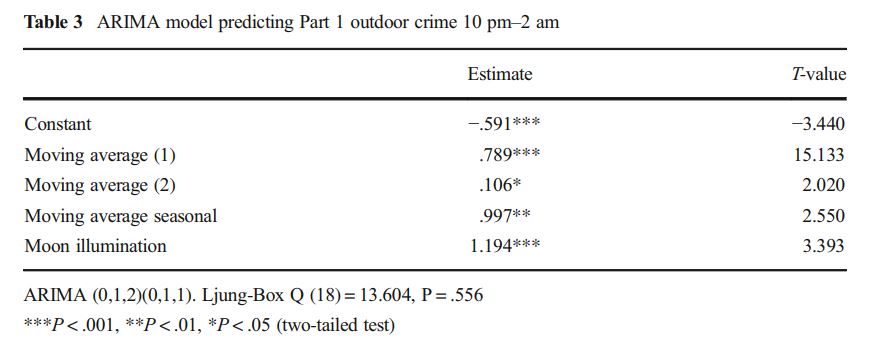 Table 3 ARIMA model predicting Part 1 outdoor crime 10 pm–2 am
Estimate T-value
Constant −.591*** −3.440
Moving average (1) .789*** 15.133
Moving average (2) .106* 2.020
Moving average seasonal .997** 2.550
Moon illumination 1.194*** 3.393
ARIMA (0,1,2)(0,1,1). Ljung-Box Q (18) = 13.604, P = .556
***P < .001, **P < .01, *P < .05 (two-tailed test)